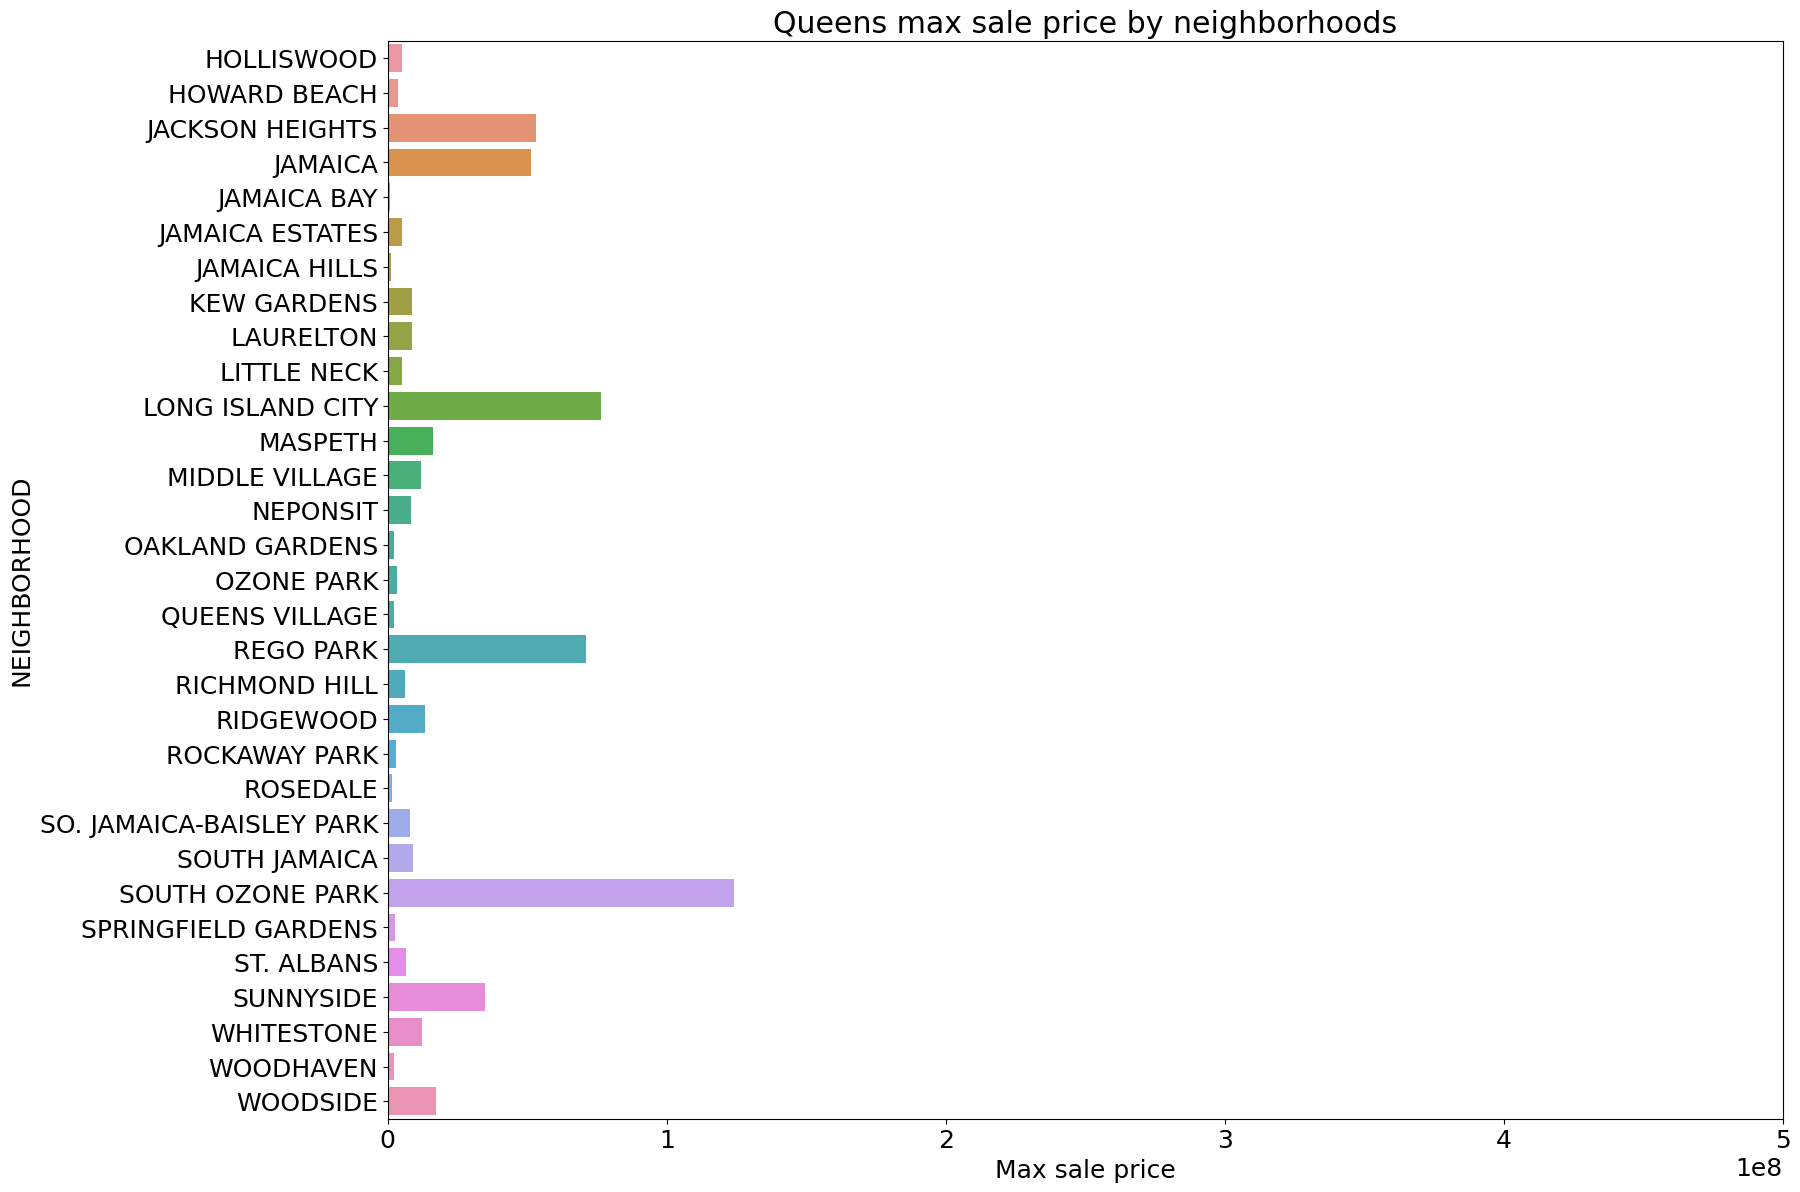 Queens max sale price by neighborhoods
NEIGHBORHOOD
HOLLISWOOD
HOWARD BEACH
JACKSON HEIGHTS
JAMAICA
JAMAICA BAY
JAMAICA ESTATES
JAMAICA HILLS
KEW GARDENS
LAURELTON
LITTLE NECK
LONG ISLAND CITY
MASPETH
MIDDLE VILLAGE
NEPONSIT
OAKLAND GARDENS
OZONE PARK
QUEENS VILLAGE
REGO PARK
RICHMOND HILL
RIDGEWOOD
ROCKAWAY PARK
ROSEDALE
SO. JAMAICA-BAISLEY PARK
SOUTH JAMAICA
SOUTH OZONE PARK
SPRINGFIELD GARDENS
ST. ALBANS
SUNNYSIDE
WHITESTONE
WOODHAVEN
WOODSIDE
0 1 2 3 4 5
1e8
Max sale price